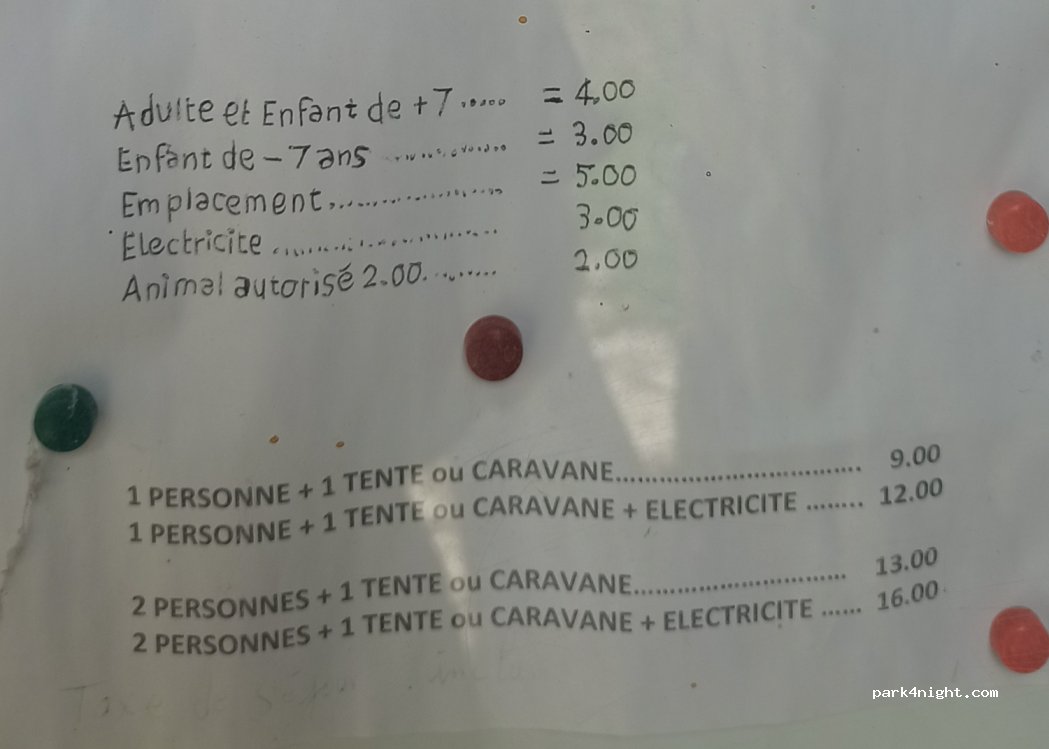 Adulte et Enfant de +7 ...... = 4.00
Enfant de - 7 ans ............... = 3.00
Emplacement..................... = 5.00
Electricite .......................... 3.00
Animal autorisé 2.00.......... 2.00
1 PERSONNE + 1 TENTE ou CARAVANE.................................. 9.00
1 PERSONNE + 1 TENTE ou CARAVANE + ELECTRICITE ........ 12.00
2 PERSONNES + 1 TENTE ou CARAVANE.............................. 13.00
2 PERSONNES + 1 TENTE ou CARAVANE + ELECTRICITE ...... 16.00
park4night.com